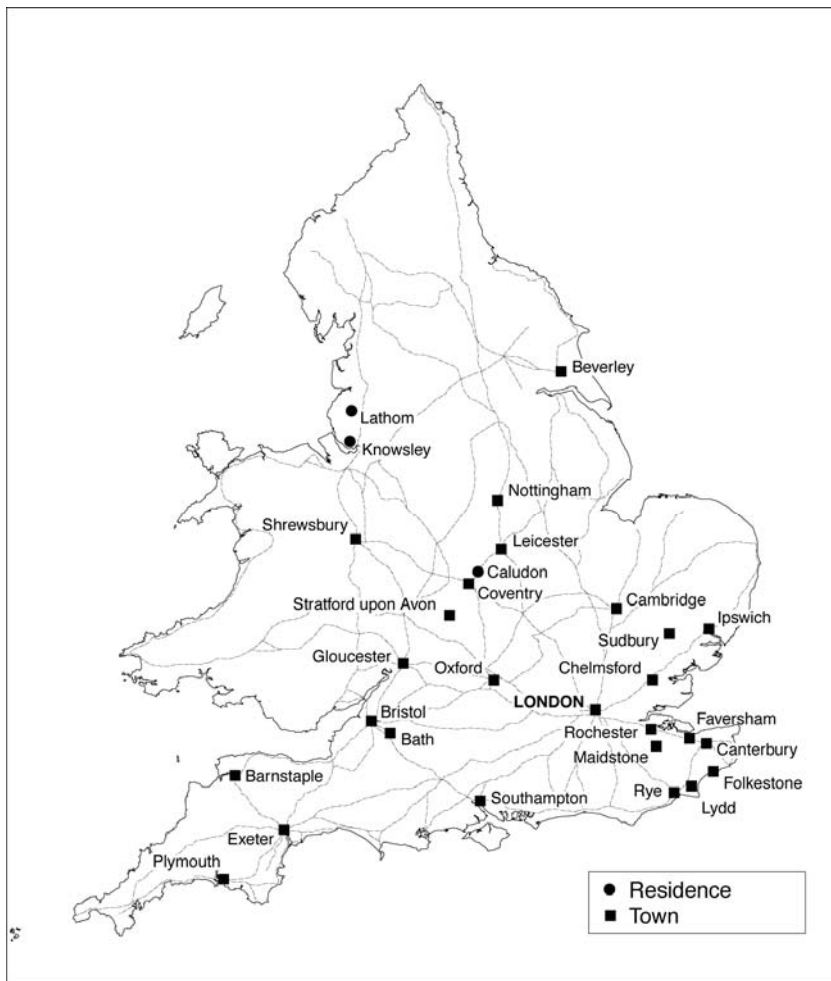 Beverley
Lathom
Knowsley
Nottingham
Shrewsbury
Leicester
Caludon
Coventry
Stratford upon Avon
Cambridge
Ipswich
Sudbury
Gloucester
Oxford
Chelmsford
LONDON
Bristol
Faversham
Rochester
Bath
Canterbury
Maidstone
Barnstaple
Folkestone
Rye
Southampton
Lydd
Exeter
Plymouth
Residence
Town